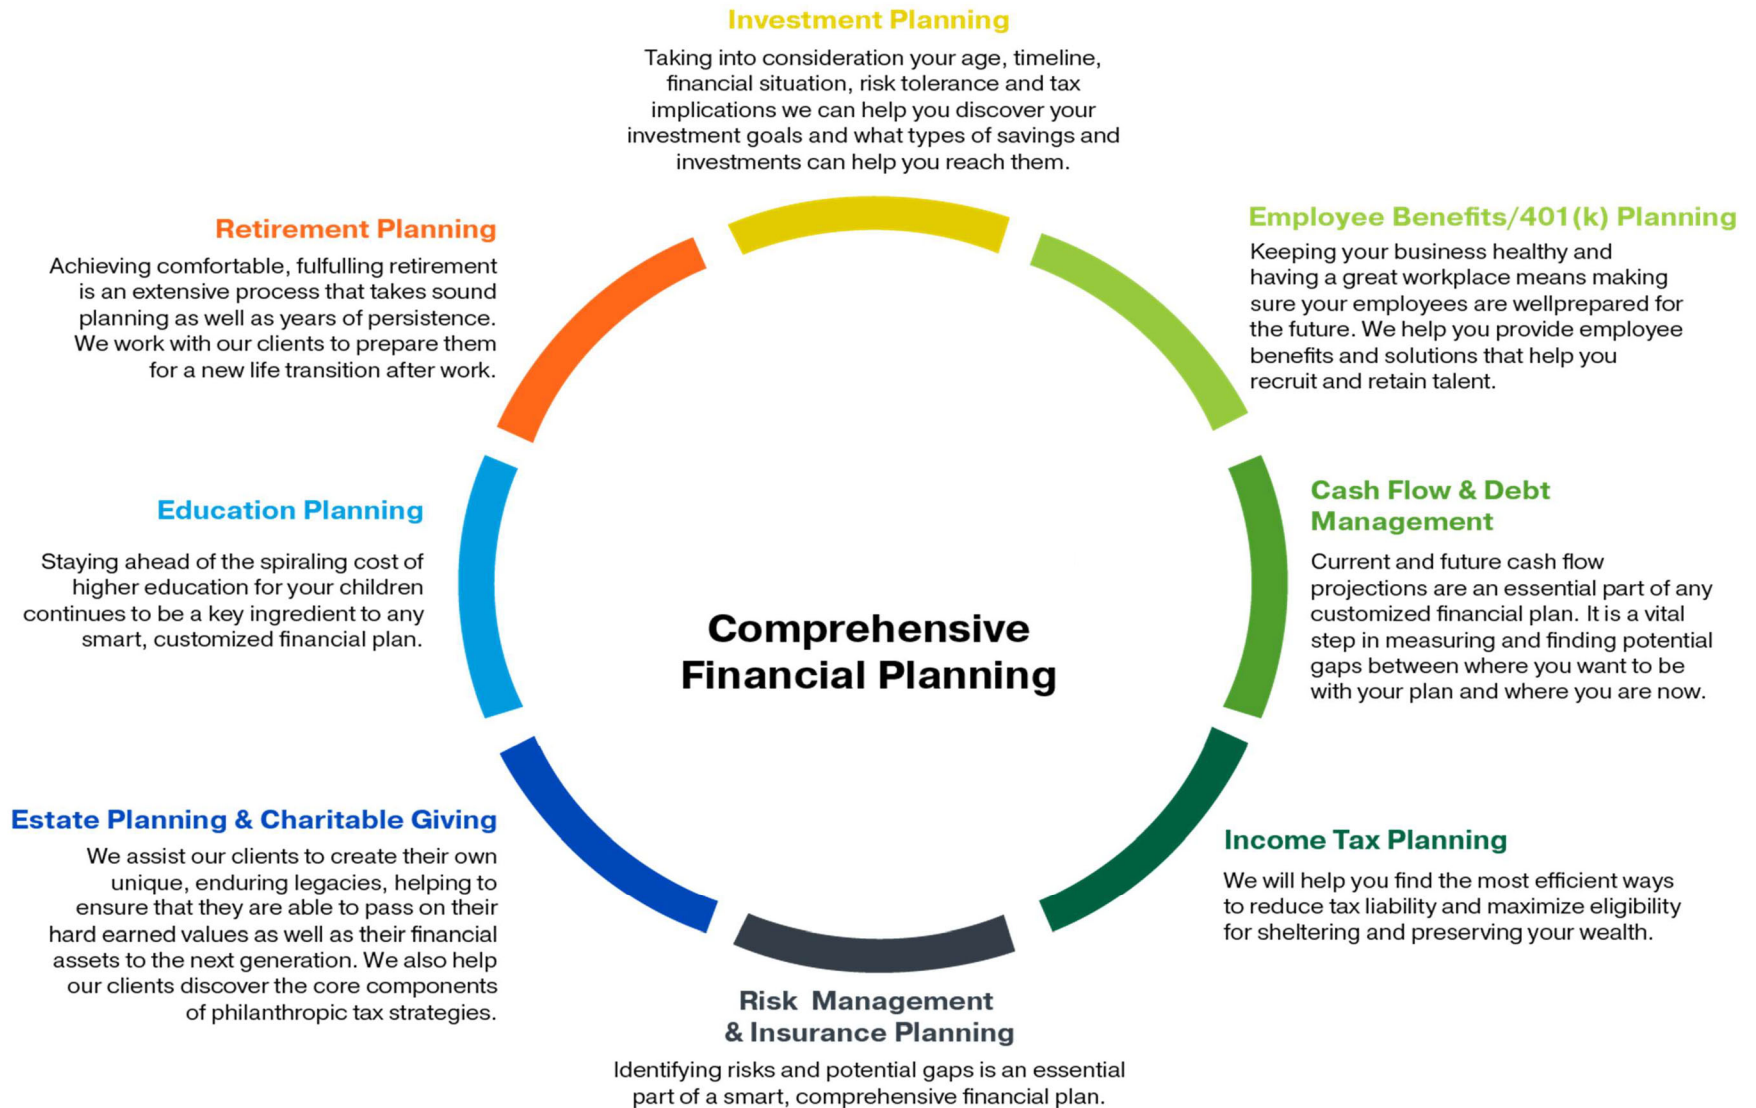 Investment Planning
Taking into consideration your age, timeline,
financial situation, risk tolerance and tax
implications we can help you discover your
investment goals and what types of savings and
investments can help you reach them.
Employee Benefits/401(k) Planning
Keeping your business healthy and
having a great workplace means making
sure your employees are wellprepared for
the future. We help you provide employee
benefits and solutions that help you
recruit and retain talent.
Cash Flow & Debt
Management
Current and future cash flow
projections are an essential part of any
customized financial plan. It is a vital
step in measuring and finding potential
gaps between where you want to be
with your plan and where you are now.
Income Tax Planning
We will help you find the most efficient ways
to reduce tax liability and maximize eligibility
for sheltering and preserving your wealth.
Risk Management
& Insurance Planning
Identifying risks and potential gaps is an essential
part of a smart, comprehensive financial plan.
Estate Planning & Charitable Giving
We assist our clients to create their own
unique, enduring legacies, helping to
ensure that they are able to pass on their
hard earned values as well as their financial
assets to the next generation. We also help
our clients discover the core components
of philanthropic tax strategies.
Education Planning
Staying ahead of the spiraling cost of
higher education for your children
continues to be a key ingredient to any
smart, customized financial plan.
Retirement Planning
Achieving comfortable, fulfulling retirement
is an extensive process that takes sound
planning as well as years of persistence.
We work with our clients to prepare them
for a new life transition after work.
Comprehensive
Financial Planning